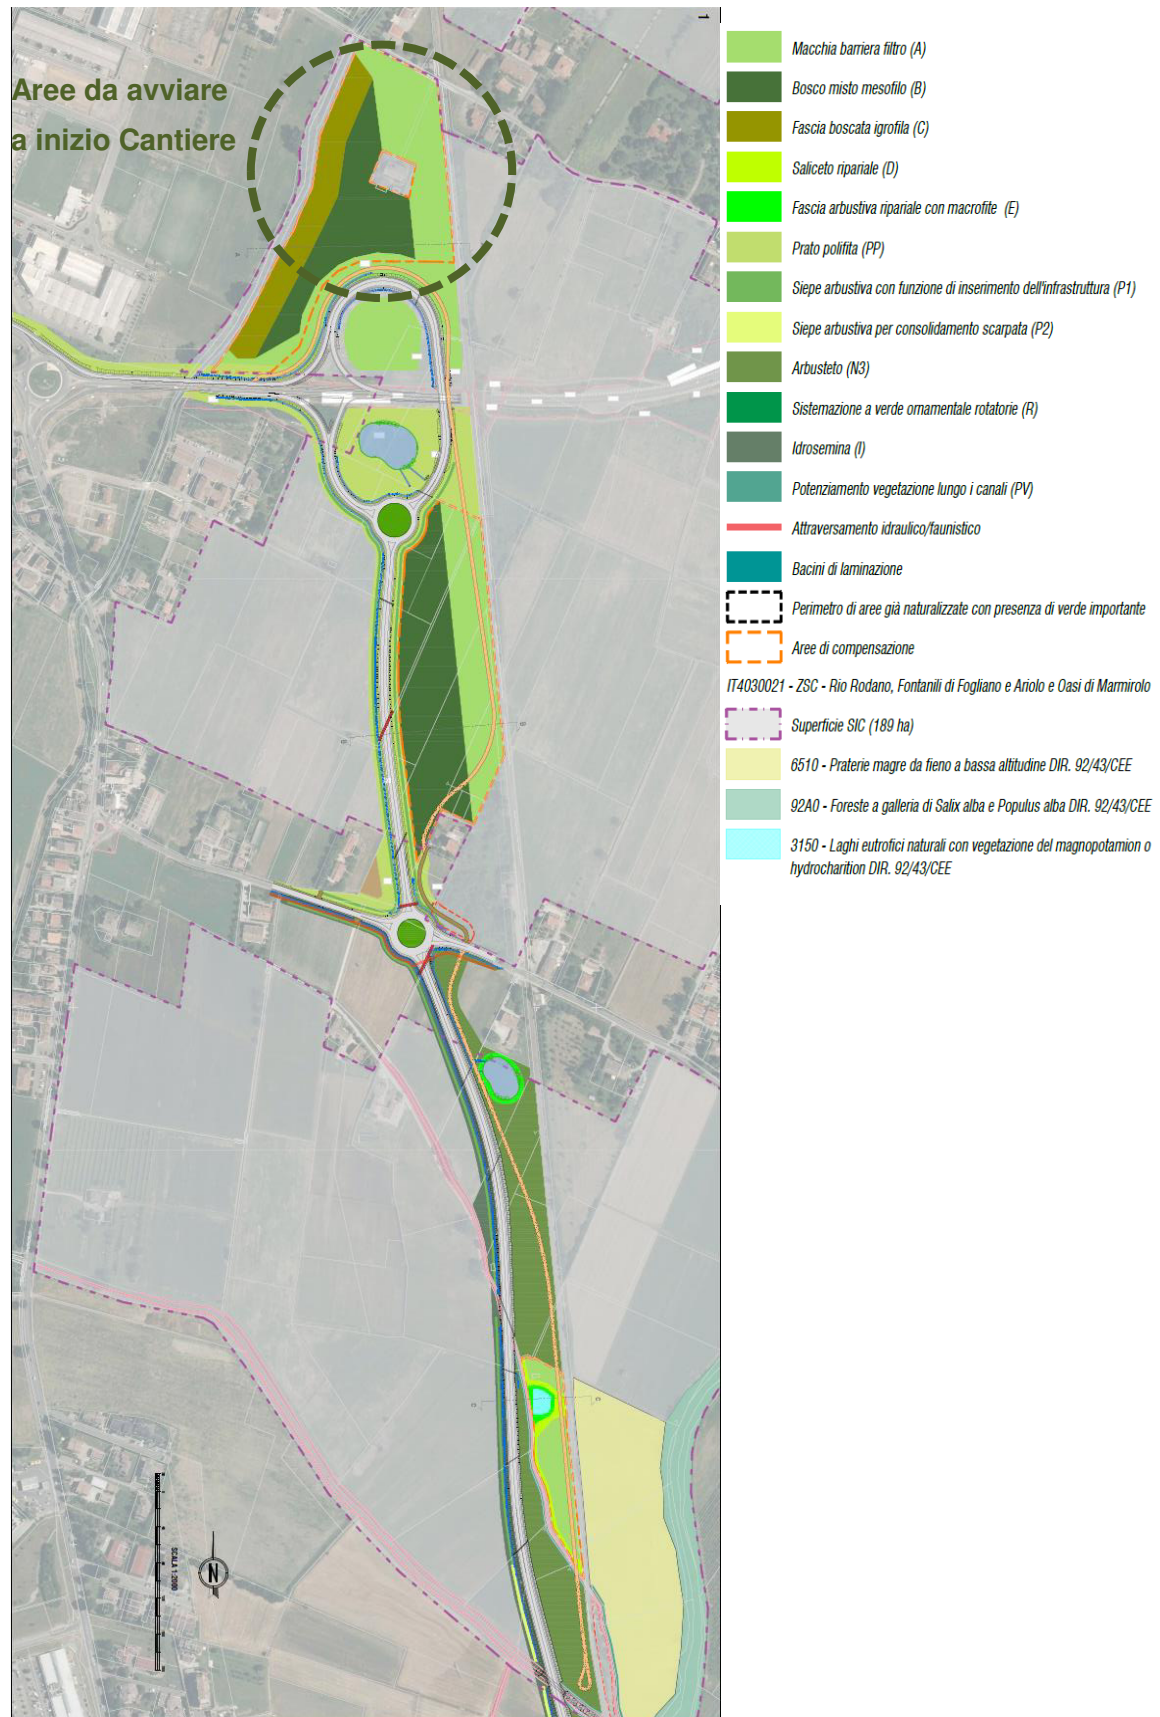 Aree da avviare
a inizio Cantiere
1
Macchia barriera filtro (A)
Bosco misto mesofilo (B)
Fascia boscata igrofila (C)
Saliceto ripariale (D)
Fascia arbustiva ripariale con macrofite (E)
Prato polifita (PP)
Siepe arbustiva con funzione di inserimento dell'infrastruttura (P1)
Siepe arbustiva per consolidamento scarpata (P2)
Arbusteto (N3)
Sistemazione a verde ornamentale rotatorie (R)
Idrosemina (I)
Potenziamento vegetazione lungo i canali (PV)
Attraversamento idraulico/faunistico
Bacini di laminazione
Perimetro di aree già naturalizzate con presenza di verde importante
Aree di compensazione
IT4030021 - ZSC - Rio Rodano, Fontanili di Fogliano e Ariolo e Oasi di Marmirolo
Superficie SIC (189 ha)
6510 - Praterie magre da fieno a bassa altitudine DIR. 92/43/CEE
92A0 - Foreste a galleria di Salix alba e Populus alba DIR. 92/43/CEE
3150 - Laghi eutrofici naturali con vegetazione del magnopotamion o
hydrocharition DIR. 92/43/CEE
SCALA 1:2000
N